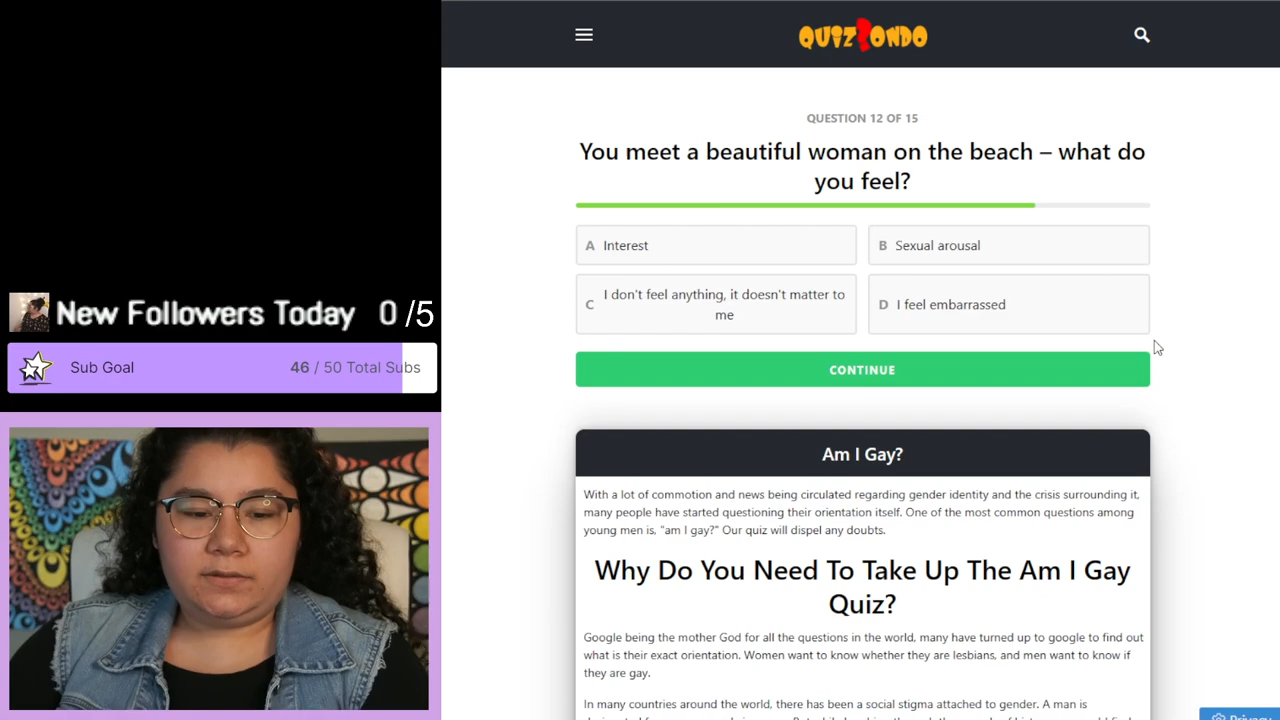 QUIZRONDO
QUESTION 12 OF 15
You meet a beautiful woman on the beach – what do
you feel?
A Interest
B Sexual arousal
C I don't feel anything, it doesn't matter to
me
D I feel embarrassed
CONTINUE
New Followers Today 0 /5
Sub Goal 46 / 50 Total Subs
Am I Gay?
With a lot of commotion and news being circulated regarding gender identity and the crisis surrounding it,
many people have started questioning their orientation itself. One of the most common questions among
young men is, "am I gay?" Our quiz will dispel any doubts.
Why Do You Need To Take Up The Am I Gay
Quiz?
Google being the mother God for all the questions in the world, many have turned up to google to find out
what is their exact orientation. Women want to know whether they are lesbians, and men want to know if
they are gay.
In many countries around the world, there has been a social stigma attached to gender. A man is
Privacy